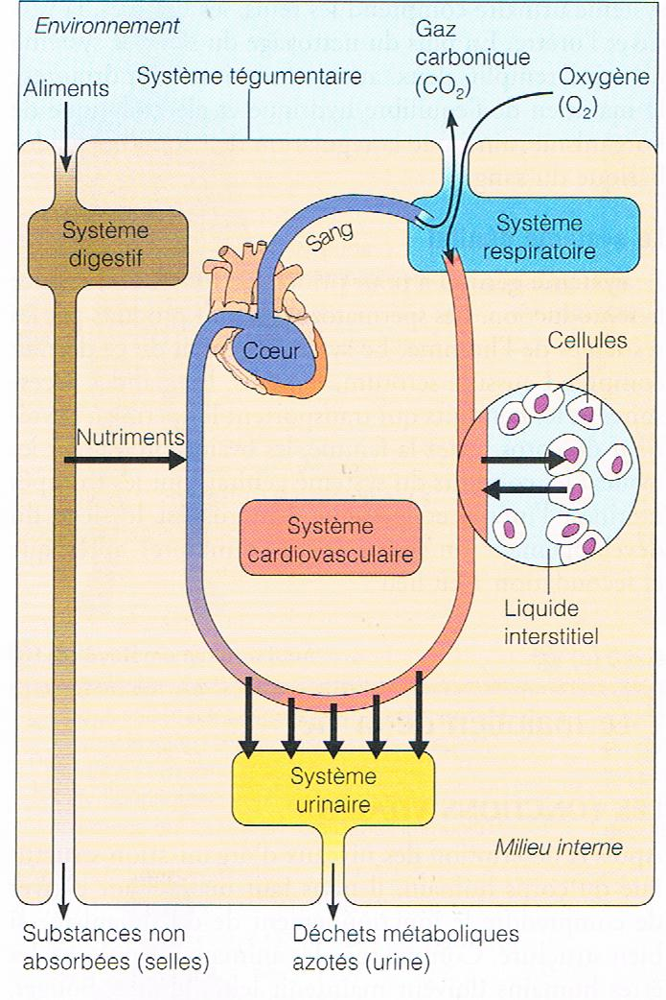 Environnement
Gaz
carbonique
(CO₂)
Oxygène
(O₂)
Aliments
Système tégumentaire
Système
digestif
Sang
Système
respiratoire
Cœur
Cellules
Nutriments
Système
cardiovasculaire
Liquide
interstitiel
Système
urinaire
Milieu interne
Substances non
absorbées (selles)
Déchets métaboliques
azotés (urine)